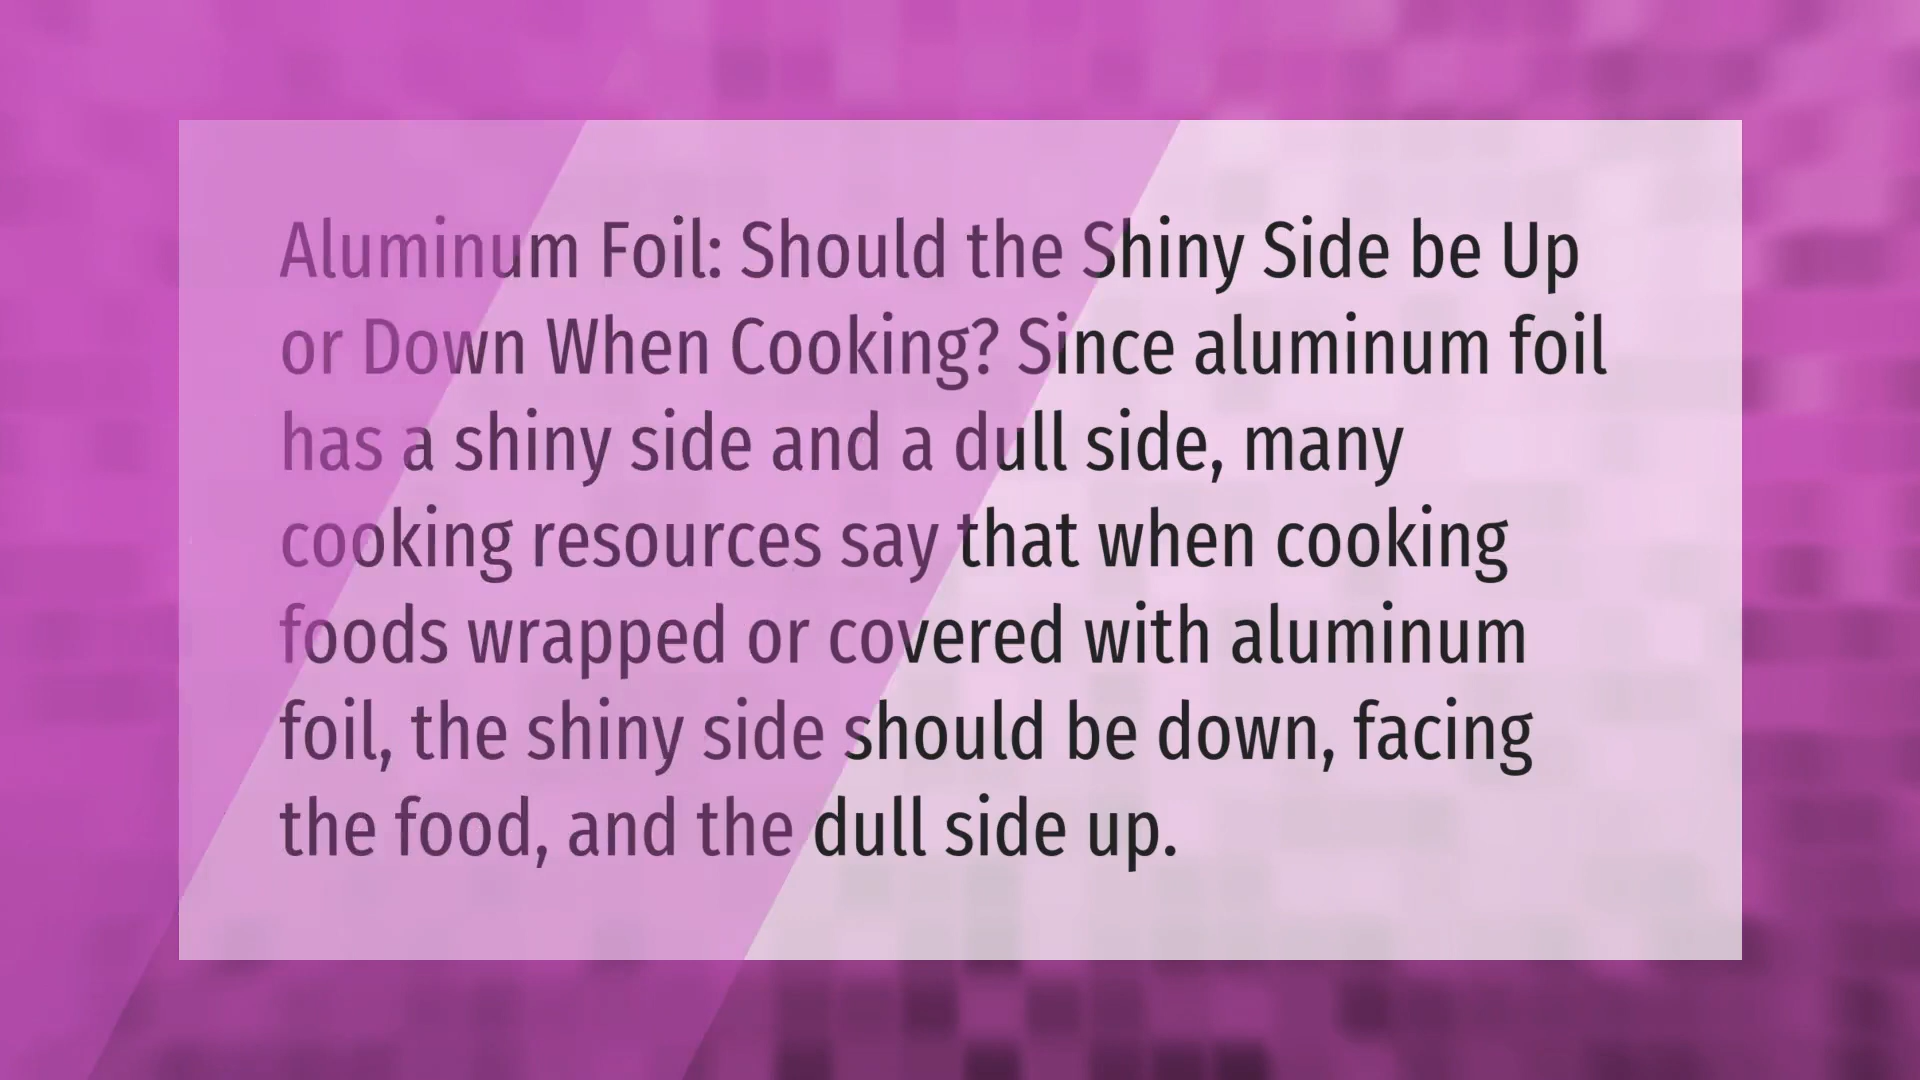 Aluminum Foil: Should the Shiny Side be Up
or Down When Cooking? Since aluminum foil
has a shiny side and a dull side, many
cooking resources say that when cooking
foods wrapped or covered with aluminum
foil, the shiny side should be down, facing
the food, and the dull side up.